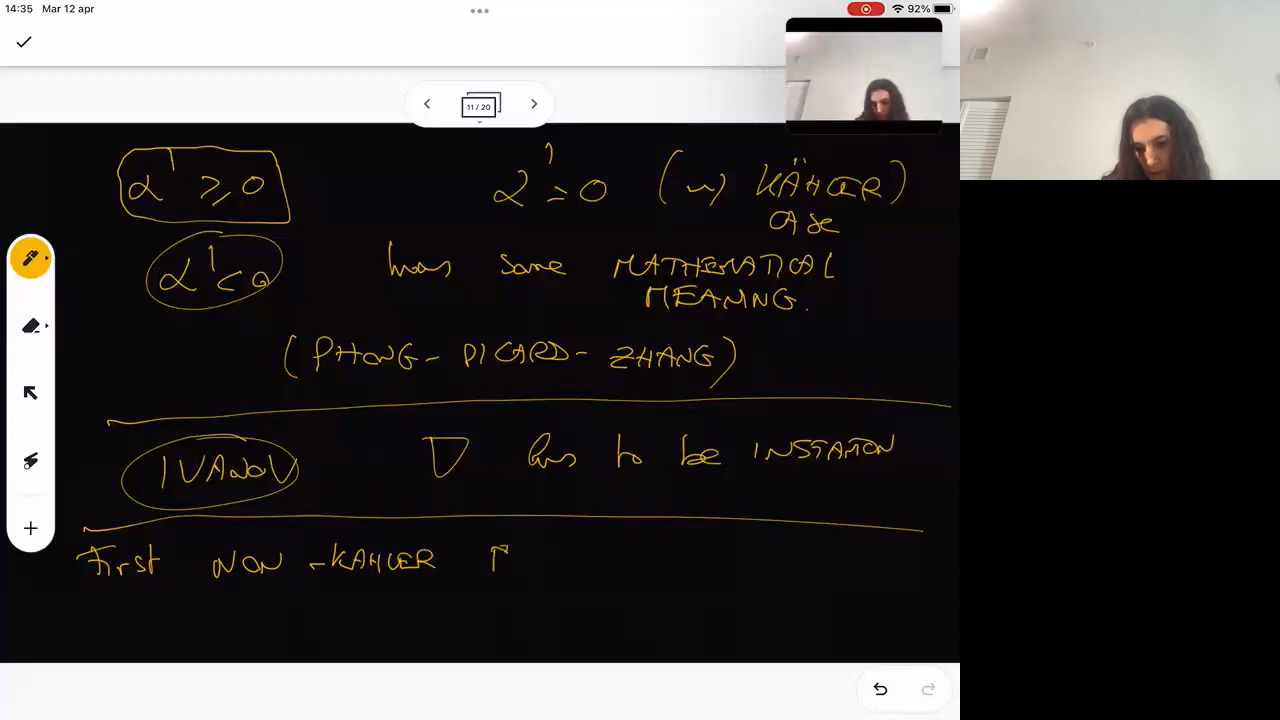 14:35 Mar 12 apr
92%
11 / 20
α' ≥ 0 α' = 0 (⇝ KÄHLER) case
α' < 0 has some MATHEMATICAL
MEANING.
(PHONG - PICARD - ZHANG)
IVANOV ∇ has to be INSTANTON
First NON-KAHLER